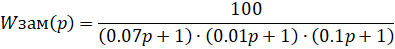 Wзам(p) = 100 / ((0.07p + 1) · (0.01p + 1) · (0.1p + 1))